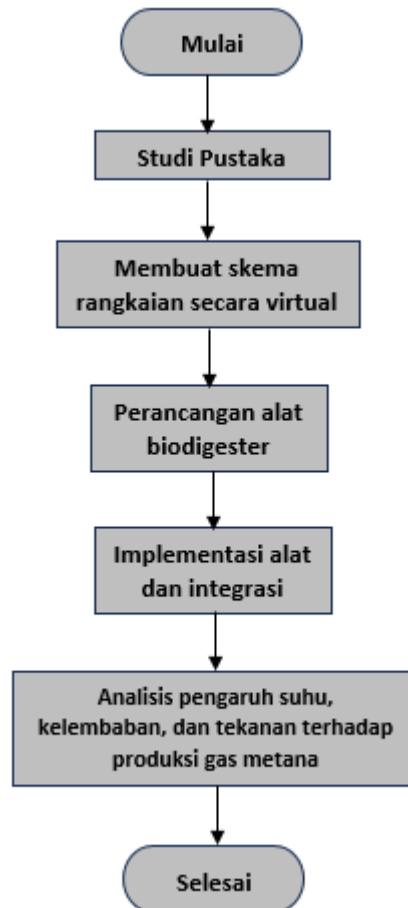 Mulai
Studi Pustaka
Membuat skema
rangkaian secara virtual
Perancangan alat
biodigester
Implementasi alat
dan integrasi
Analisis pengaruh suhu,
kelembaban, dan tekanan terhadap
produksi gas metana
Selesai